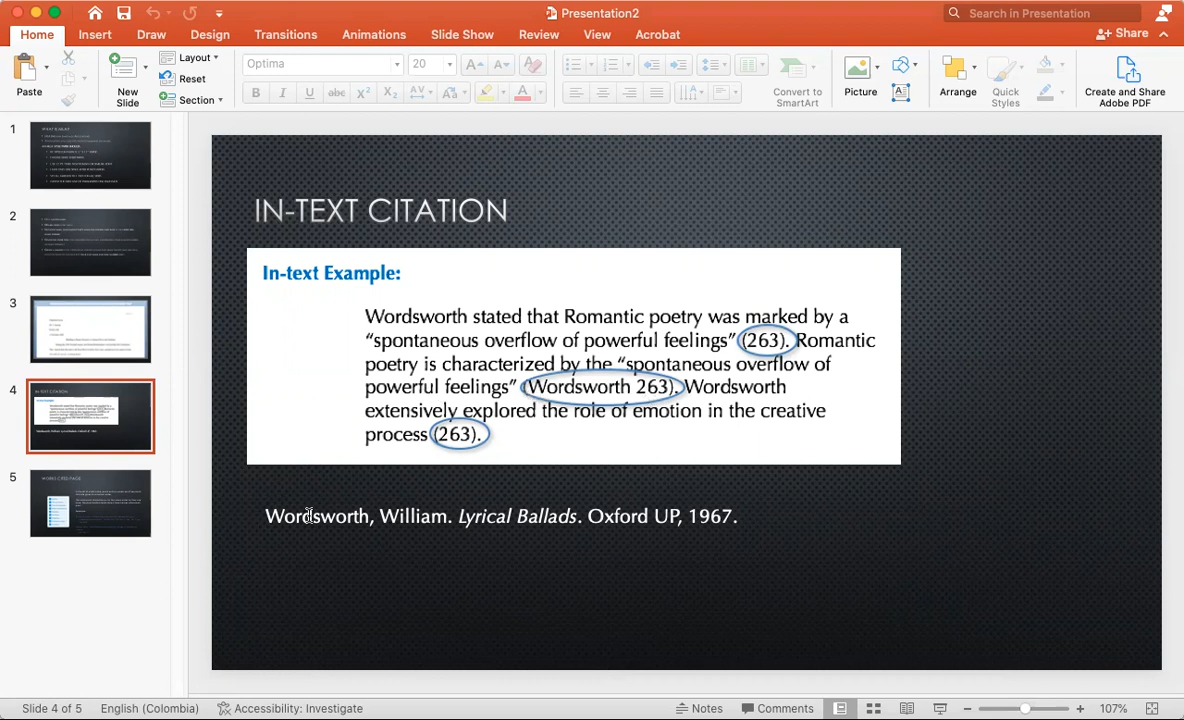 Presentation2
Search in Presentation
Home Insert Draw Design Transitions Animations Slide Show Review View Acrobat
Share
Paste
New
Slide
Layout
Reset
Section
Optima
20
Convert to
SmartArt
Picture
Arrange
Quick
Styles
Create and Share
Adobe PDF
1
2
3
4
5
IN-TEXT CITATION
In-text Example:
Wordsworth stated that Romantic poetry was marked by a
“spontaneous overflow of powerful feelings” (263). Romantic
poetry is characterized by the “spontaneous overflow of
powerful feelings” (Wordsworth 263). Wordsworth
extensively explored the role of emotion in the creative
process (263).
Wordsworth, William. Lyrical Ballads. Oxford UP, 1967.
Slide 4 of 5 English (Colombia) Accessibility: Investigate
Notes Comments 107%